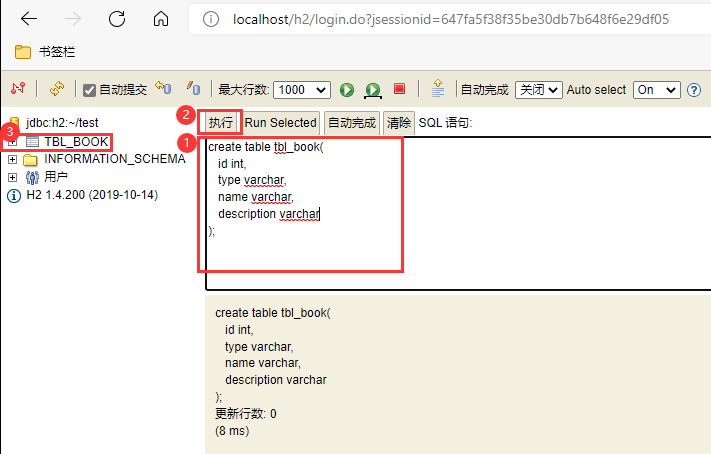 localhost/h2/login.do?jsessionid=647fa5f38f35be30db7b648f6e29df05
书签栏
自动提交 最大行数: 1000 自动完成 关闭 Auto select On
jdbc:h2:~/test
3 TBL_BOOK
INFORMATION_SCHEMA
用户
H2 1.4.200 (2019-10-14)
2 执行 Run Selected 自动完成 清除 SQL 语句:
1
create table tbl_book(
id int,
type varchar,
name varchar,
description varchar
);
create table tbl_book(
id int,
type varchar,
name varchar,
description varchar
);
更新行数: 0
(8 ms)